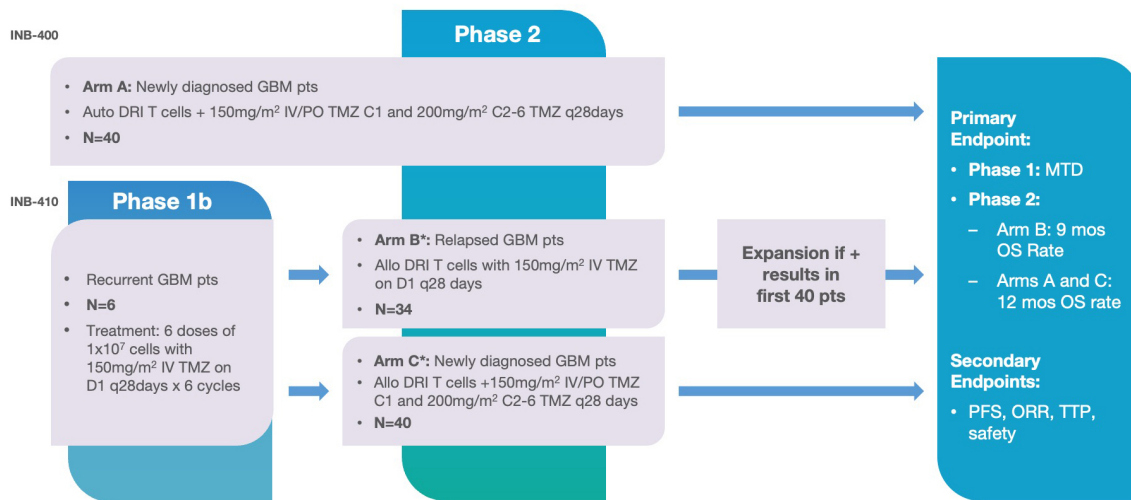 INB-400
Phase 2
• Arm A: Newly diagnosed GBM pts
• Auto DRI T cells + 150mg/m² IV/PO TMZ C1 and 200mg/m² C2-6 TMZ q28days
• N=40
INB-410
Phase 1b
• Recurrent GBM pts
• N=6
• Treatment: 6 doses of
1x10⁷ cells with
150mg/m² IV TMZ on
D1 q28days x 6 cycles
• Arm B*: Relapsed GBM pts
• Allo DRI T cells with 150mg/m² IV TMZ
on D1 q28 days
• N=34
Expansion if +
results in
first 40 pts
• Arm C*: Newly diagnosed GBM pts
• Allo DRI T cells +150mg/m² IV/PO TMZ
C1 and 200mg/m² C2-6 TMZ q28 days
• N=40
Primary
Endpoint:
• Phase 1: MTD
• Phase 2:
– Arm B: 9 mos
OS Rate
– Arms A and C:
12 mos OS rate
Secondary
Endpoints:
• PFS, ORR, TTP,
safety